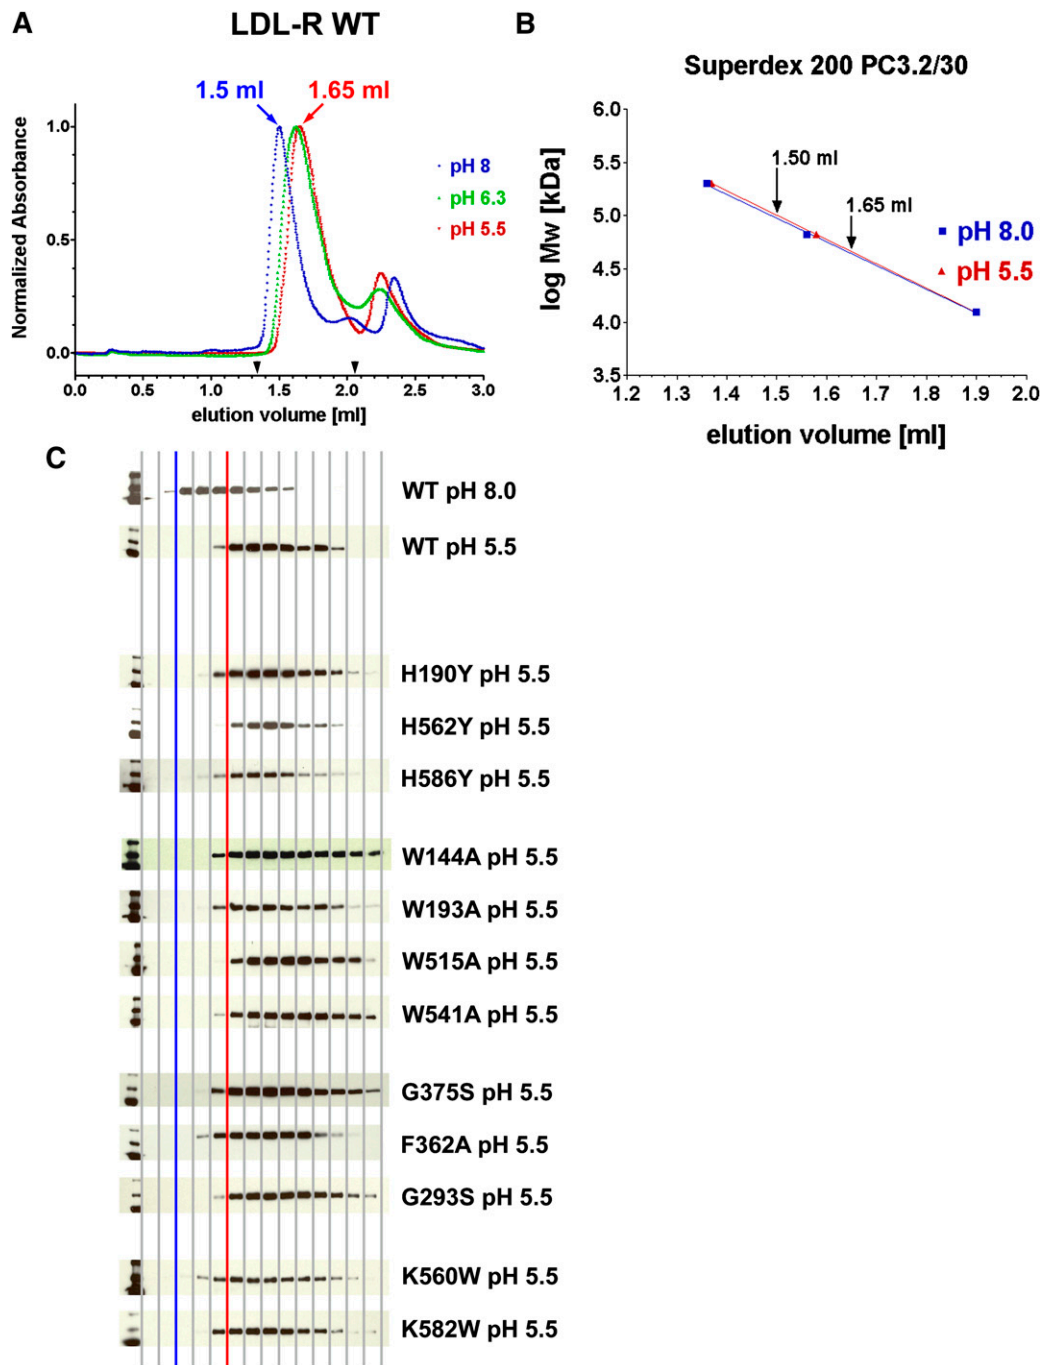 A
LDL-R WT
1.5 ml
1.65 ml
Normalized Absorbance
1.0
0.5
0.0
pH 8
pH 6.3
pH 5.5
0.0 0.5 1.0 1.5 2.0 2.5 3.0
elution volume [ml]
B
Superdex 200 PC3.2/30
log Mw [kDa]
6.0
5.5
5.0
4.5
4.0
3.5
1.50 ml
1.65 ml
pH 8.0
pH 5.5
1.2 1.3 1.4 1.5 1.6 1.7 1.8 1.9 2.0
elution volume [ml]
C
WT pH 8.0
WT pH 5.5
H190Y pH 5.5
H562Y pH 5.5
H586Y pH 5.5
W144A pH 5.5
W193A pH 5.5
W515A pH 5.5
W541A pH 5.5
G375S pH 5.5
F362A pH 5.5
G293S pH 5.5
K560W pH 5.5
K582W pH 5.5